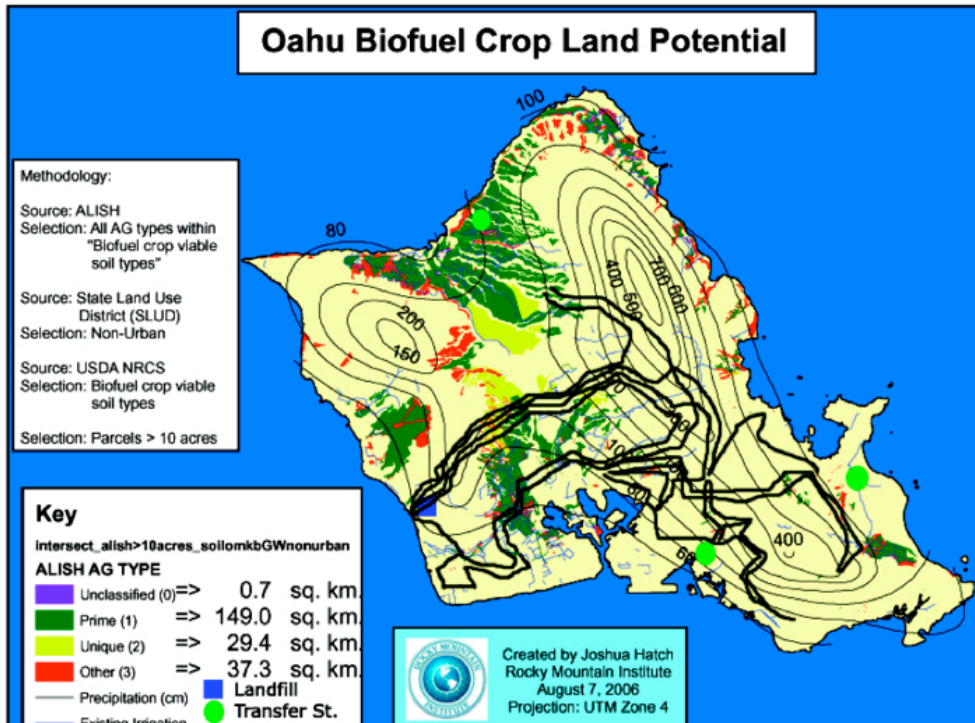 Oahu Biofuel Crop Land Potential
Methodology:
Source: ALISH
Selection: All AG types within
"Biofuel crop viable
soil types"
Source: State Land Use
District (SLUD)
Selection: Non-Urban
Source: USDA NRCS
Selection: Biofuel crop viable
soil types
Selection: Parcels > 10 acres
100
80
200
150
400
500
700
600
400
Key
intersect_alish>10acres_soilomkbGWnonurban
ALISH AG TYPE
Unclassified (0) => 0.7 sq. km.
Prime (1) => 149.0 sq. km.
Unique (2) => 29.4 sq. km.
Other (3) => 37.3 sq. km.
Precipitation (cm)
Existing Irrigation
Landfill
Transfer St.
ROCKY MOUNTAIN
INSTITUTE
Created by Joshua Hatch
Rocky Mountain Institute
August 7, 2006
Projection: UTM Zone 4